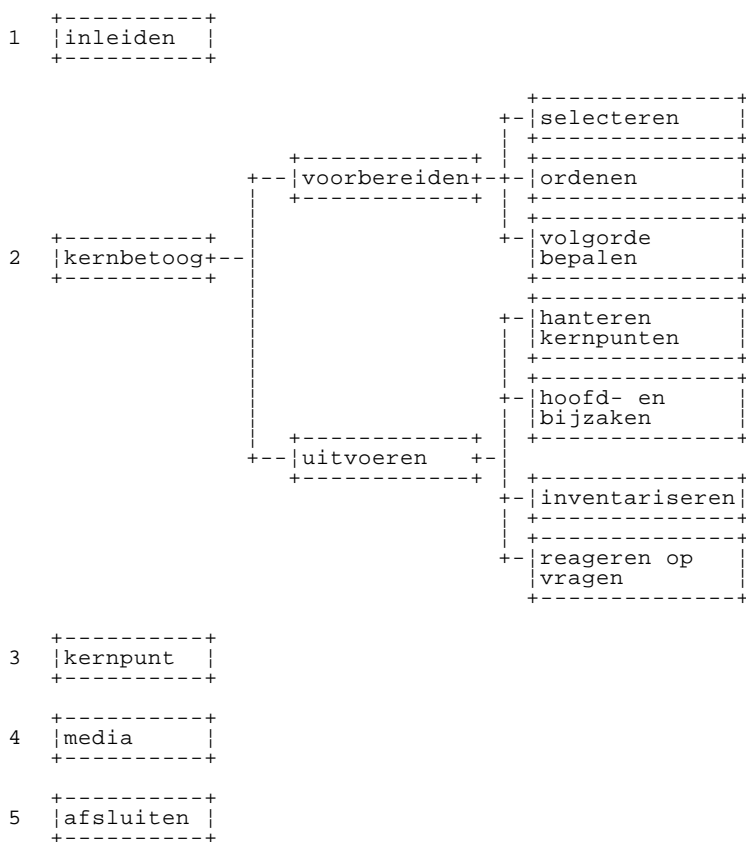 1 inleiden
selecteren
voorbereiden
ordenen
2 kernbetoog
volgorde
bepalen
hanteren
kernpunten
hoofd- en
bijzaken
uitvoeren
inventariseren
reageren op
vragen
3 kernpunt
4 media
5 afsluiten